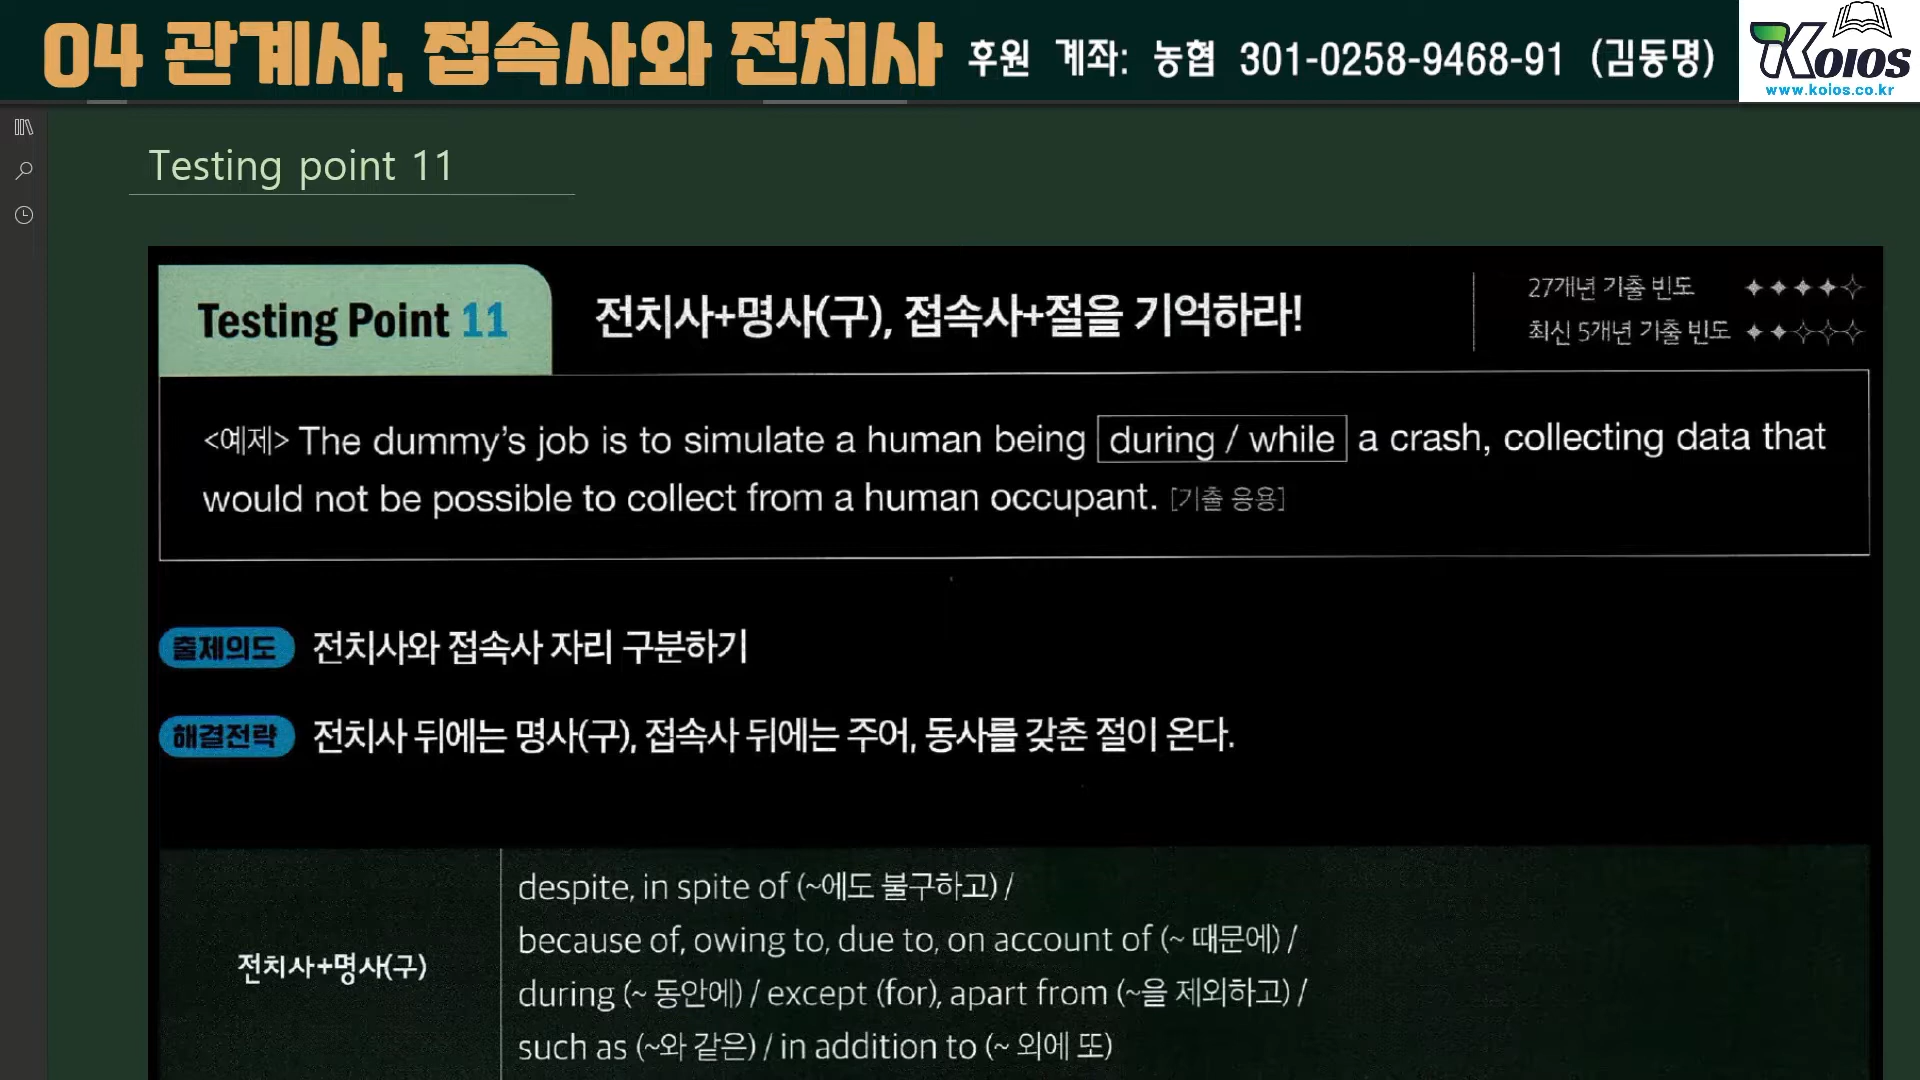 04 관계사, 접속사와 전치사 후원 계좌: 농협 301-0258-9468-91 (김동명)
KOIOS
www.koios.co.kr
Testing point 11
Testing Point 11 전치사+명사(구), 접속사+절을 기억하라!
27개년 기출 빈도 ✦✦✦✦✧
최신 5개년 기출 빈도 ✦✦✧✧✧
<예제> The dummy's job is to simulate a human being during / while a crash, collecting data that
would not be possible to collect from a human occupant. [기출 응용]
출제의도 전치사와 접속사 자리 구분하기
해결전략 전치사 뒤에는 명사(구), 접속사 뒤에는 주어, 동사를 갖춘 절이 온다.
전치사+명사(구)
despite, in spite of (~에도 불구하고) /
because of, owing to, due to, on account of (~ 때문에) /
during (~ 동안에) / except (for), apart from (~을 제외하고) /
such as (~와 같은) / in addition to (~ 외에 또)